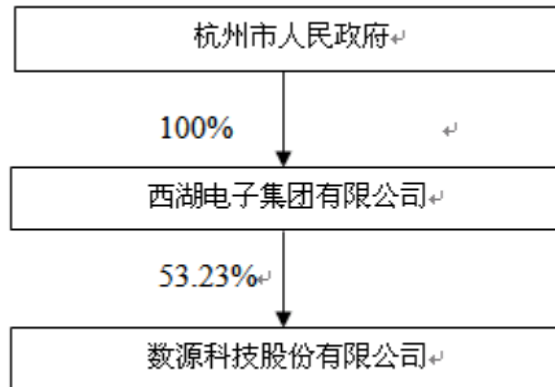 杭州市人民政府
100%
西湖电子集团有限公司
53.23%
数源科技股份有限公司